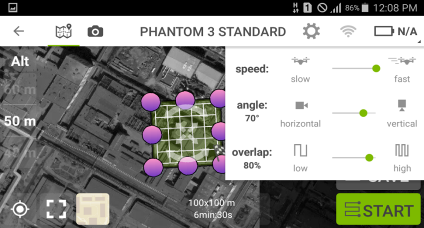 86% 12:08 PM
PHANTOM 3 STANDARD
N/A
Alt
50 m
speed:
slow
fast
angle:
70°
horizontal
vertical
overlap:
80%
low
high
100x100 m
6min:30s
START